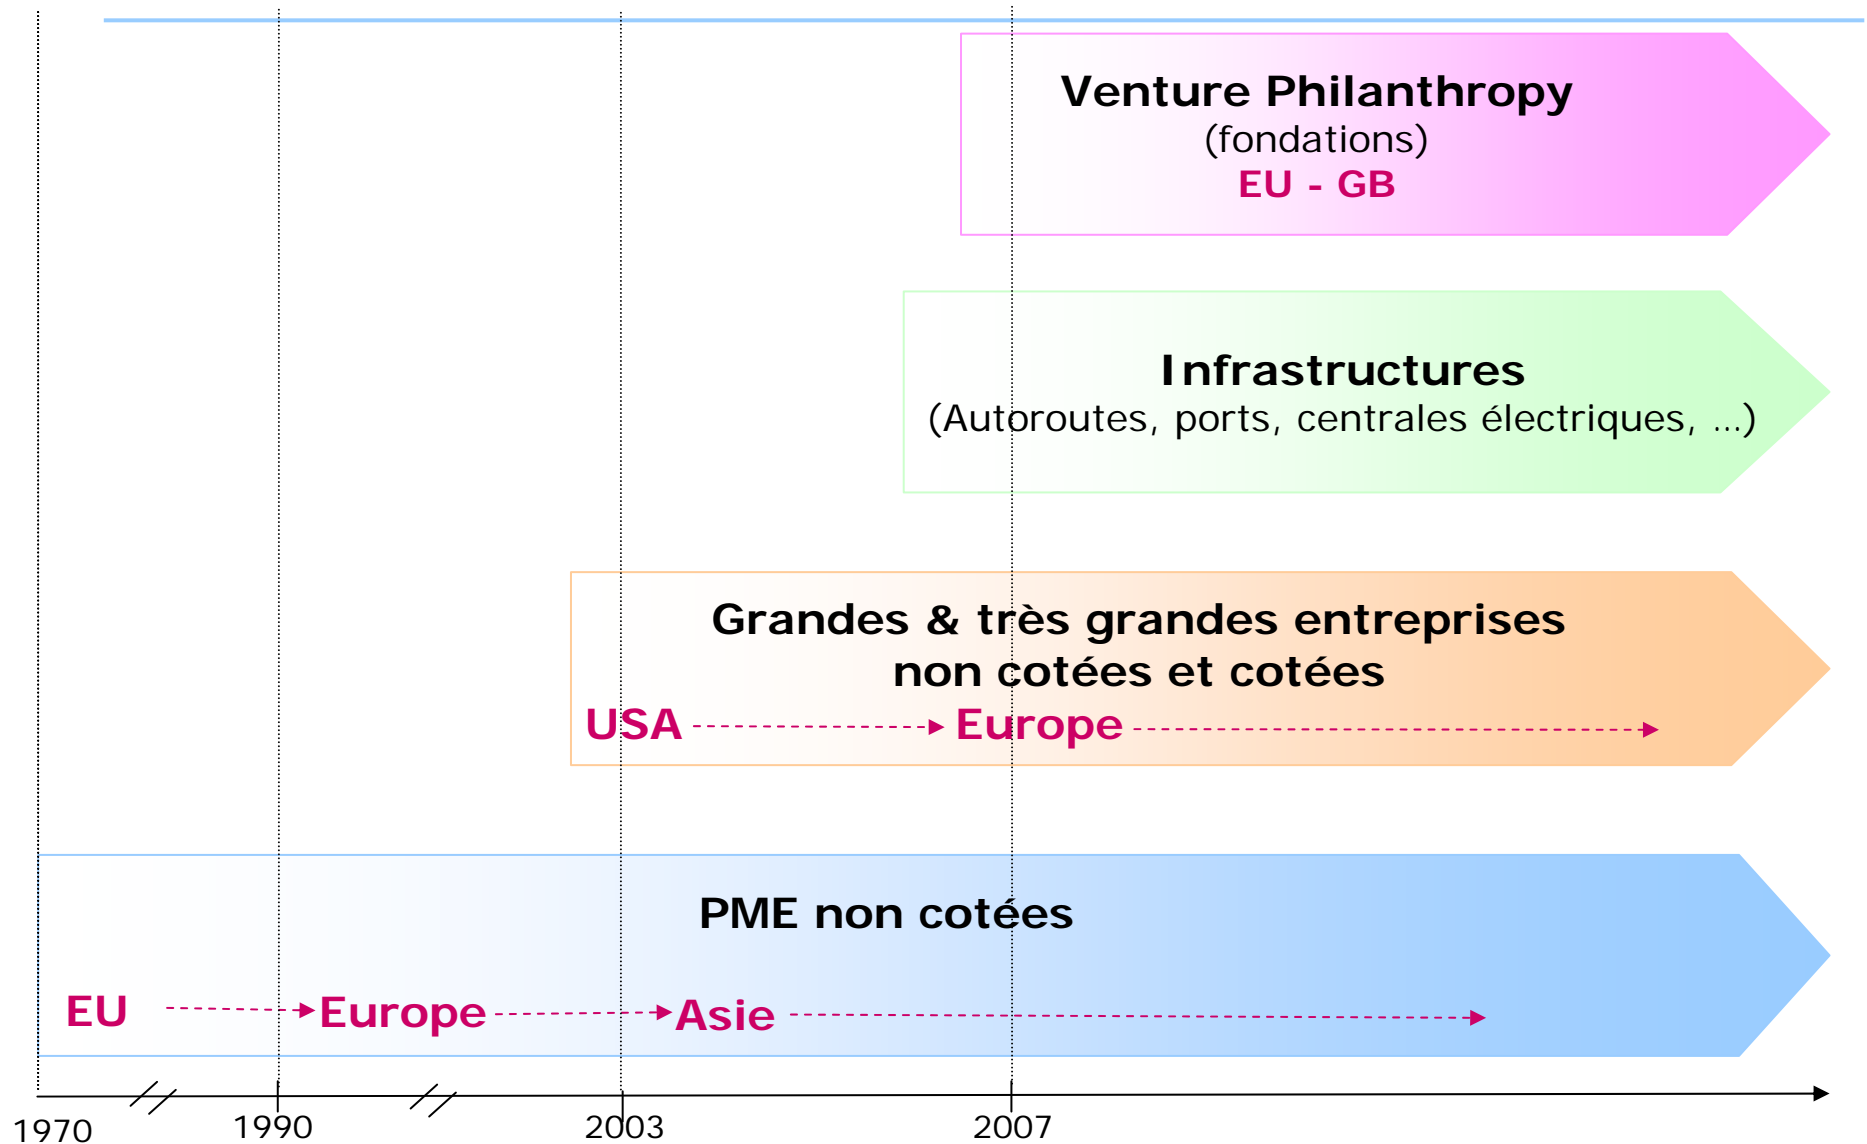 Venture Philanthropy
(fondations)
EU - GB
Infrastructures
(Autoroutes, ports, centrales électriques, ...)
Grandes & très grandes entreprises
non cotées et cotées
USA Europe
PME non cotées
EU Europe Asie
1970 1990 2003 2007